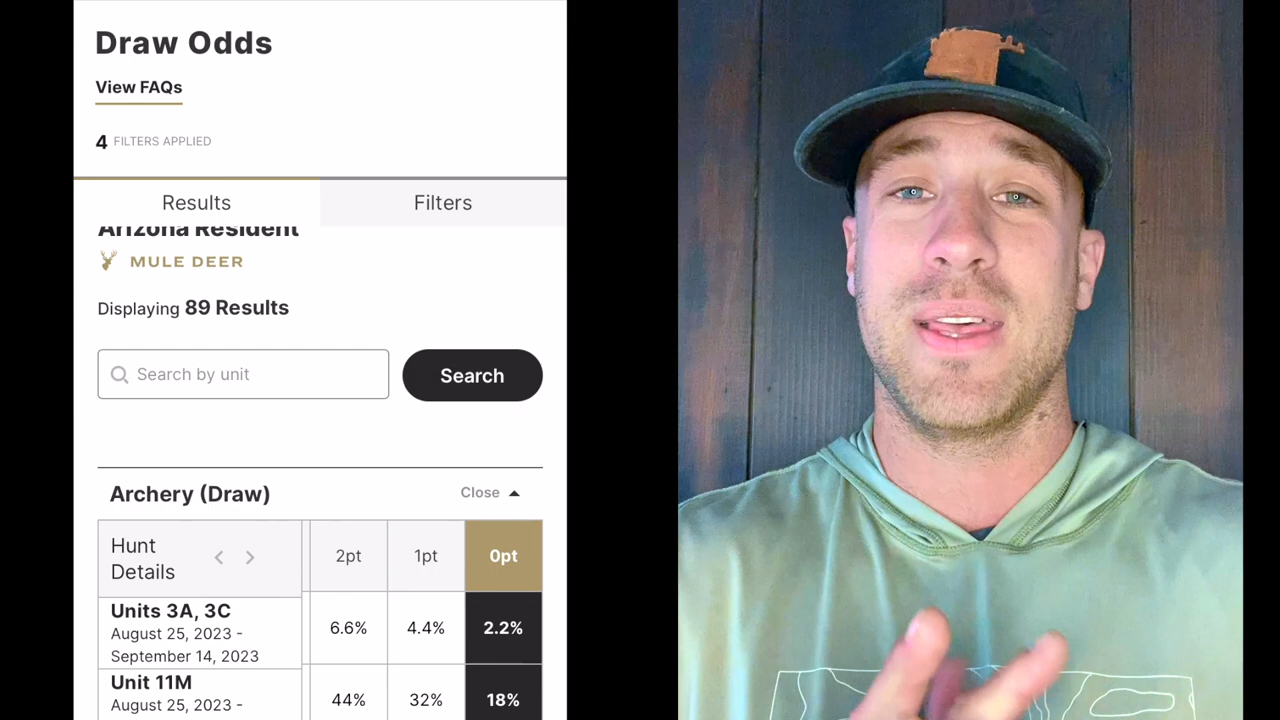 Draw Odds
View FAQs
4 FILTERS APPLIED
Results Filters
Arizona Resident
MULE DEER
Displaying 89 Results
Search by unit Search
Archery (Draw) Close
Hunt Details 2pt 1pt 0pt
Units 3A, 3C
August 25, 2023 -
September 14, 2023
6.6% 4.4% 2.2%
Unit 11M
August 25, 2023 -
44% 32% 18%